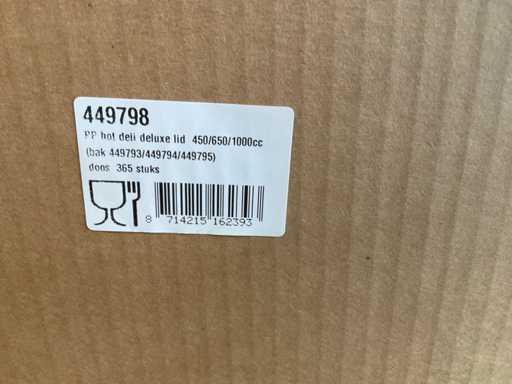 449798
PP hot deli deluxe lid 450/650/1000cc
(bak 449793/449794/449795)
doos 365 stuks
8 714215 162393